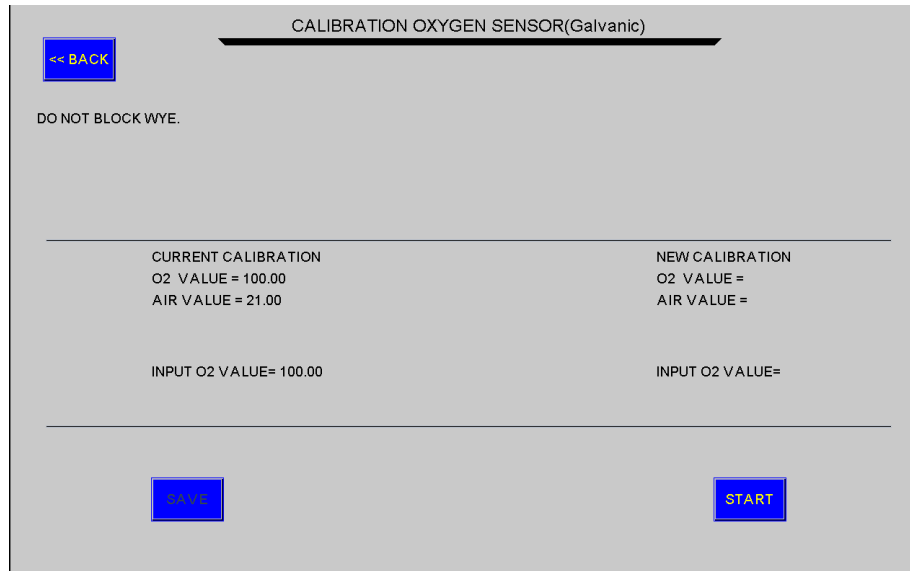 CALIBRATION OXYGEN SENSOR(Galvanic)
<< BACK
DO NOT BLOCK WYE.
CURRENT CALIBRATION
O2 VALUE = 100.00
AIR VALUE = 21.00
INPUT O2 VALUE= 100.00
NEW CALIBRATION
O2 VALUE =
AIR VALUE =
INPUT O2 VALUE=
SAVE
START